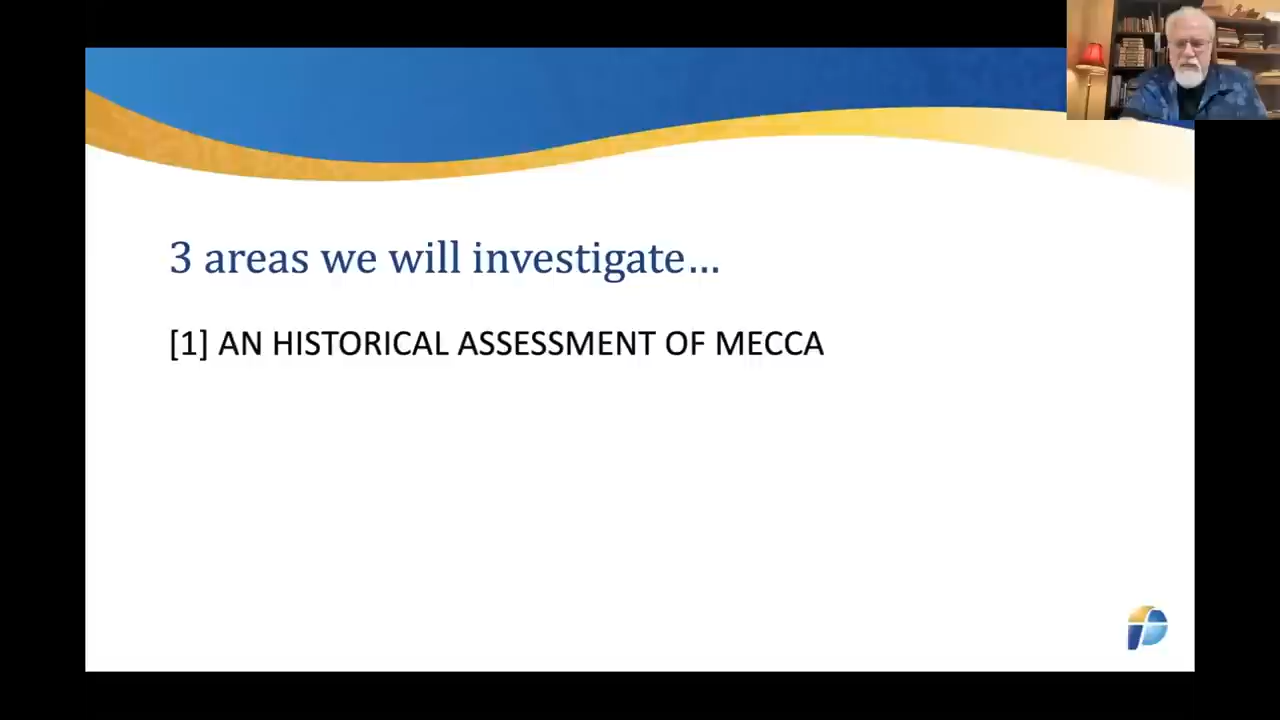 3 areas we will investigate…
[1] AN HISTORICAL ASSESSMENT OF MECCA